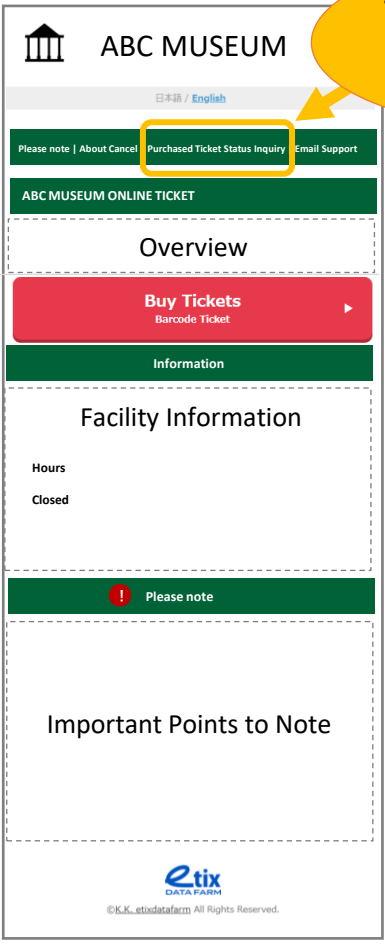 ABC MUSEUM
日本語 / English
Please note | About Cancel Purchased Ticket Status Inquiry Email Support
ABC MUSEUM ONLINE TICKET
Overview
Buy Tickets
Barcode Ticket
Information
Facility Information
Hours
Closed
! Please note
Important Points to Note
etix
DATA FARM
©K.K. etixdatafarm All Rights Reserved.